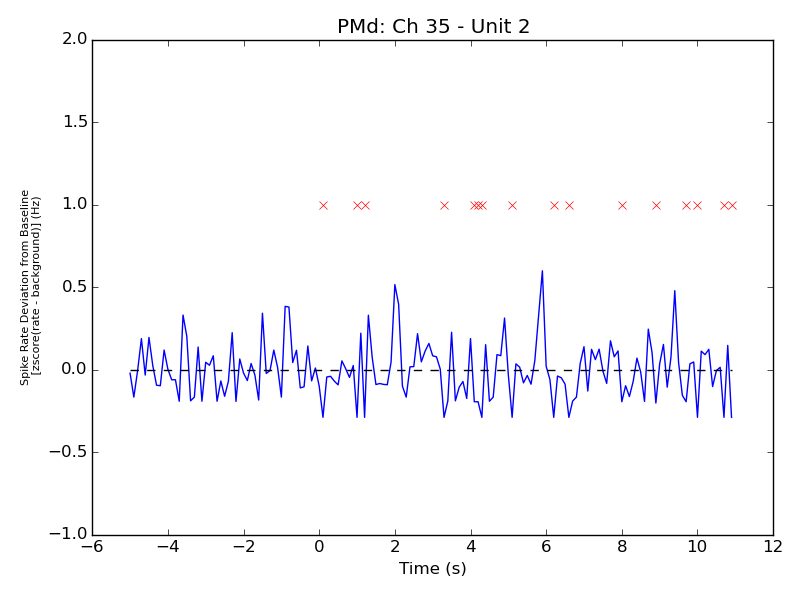 PMd: Ch 35 - Unit 2
2.0
1.5
1.0
0.5
0.0
−0.5
−1.0
Spike Rate Deviation from Baseline
[zscore(rate - background)] (Hz)
−6 −4 −2 0 2 4 6 8 10 12
Time (s)